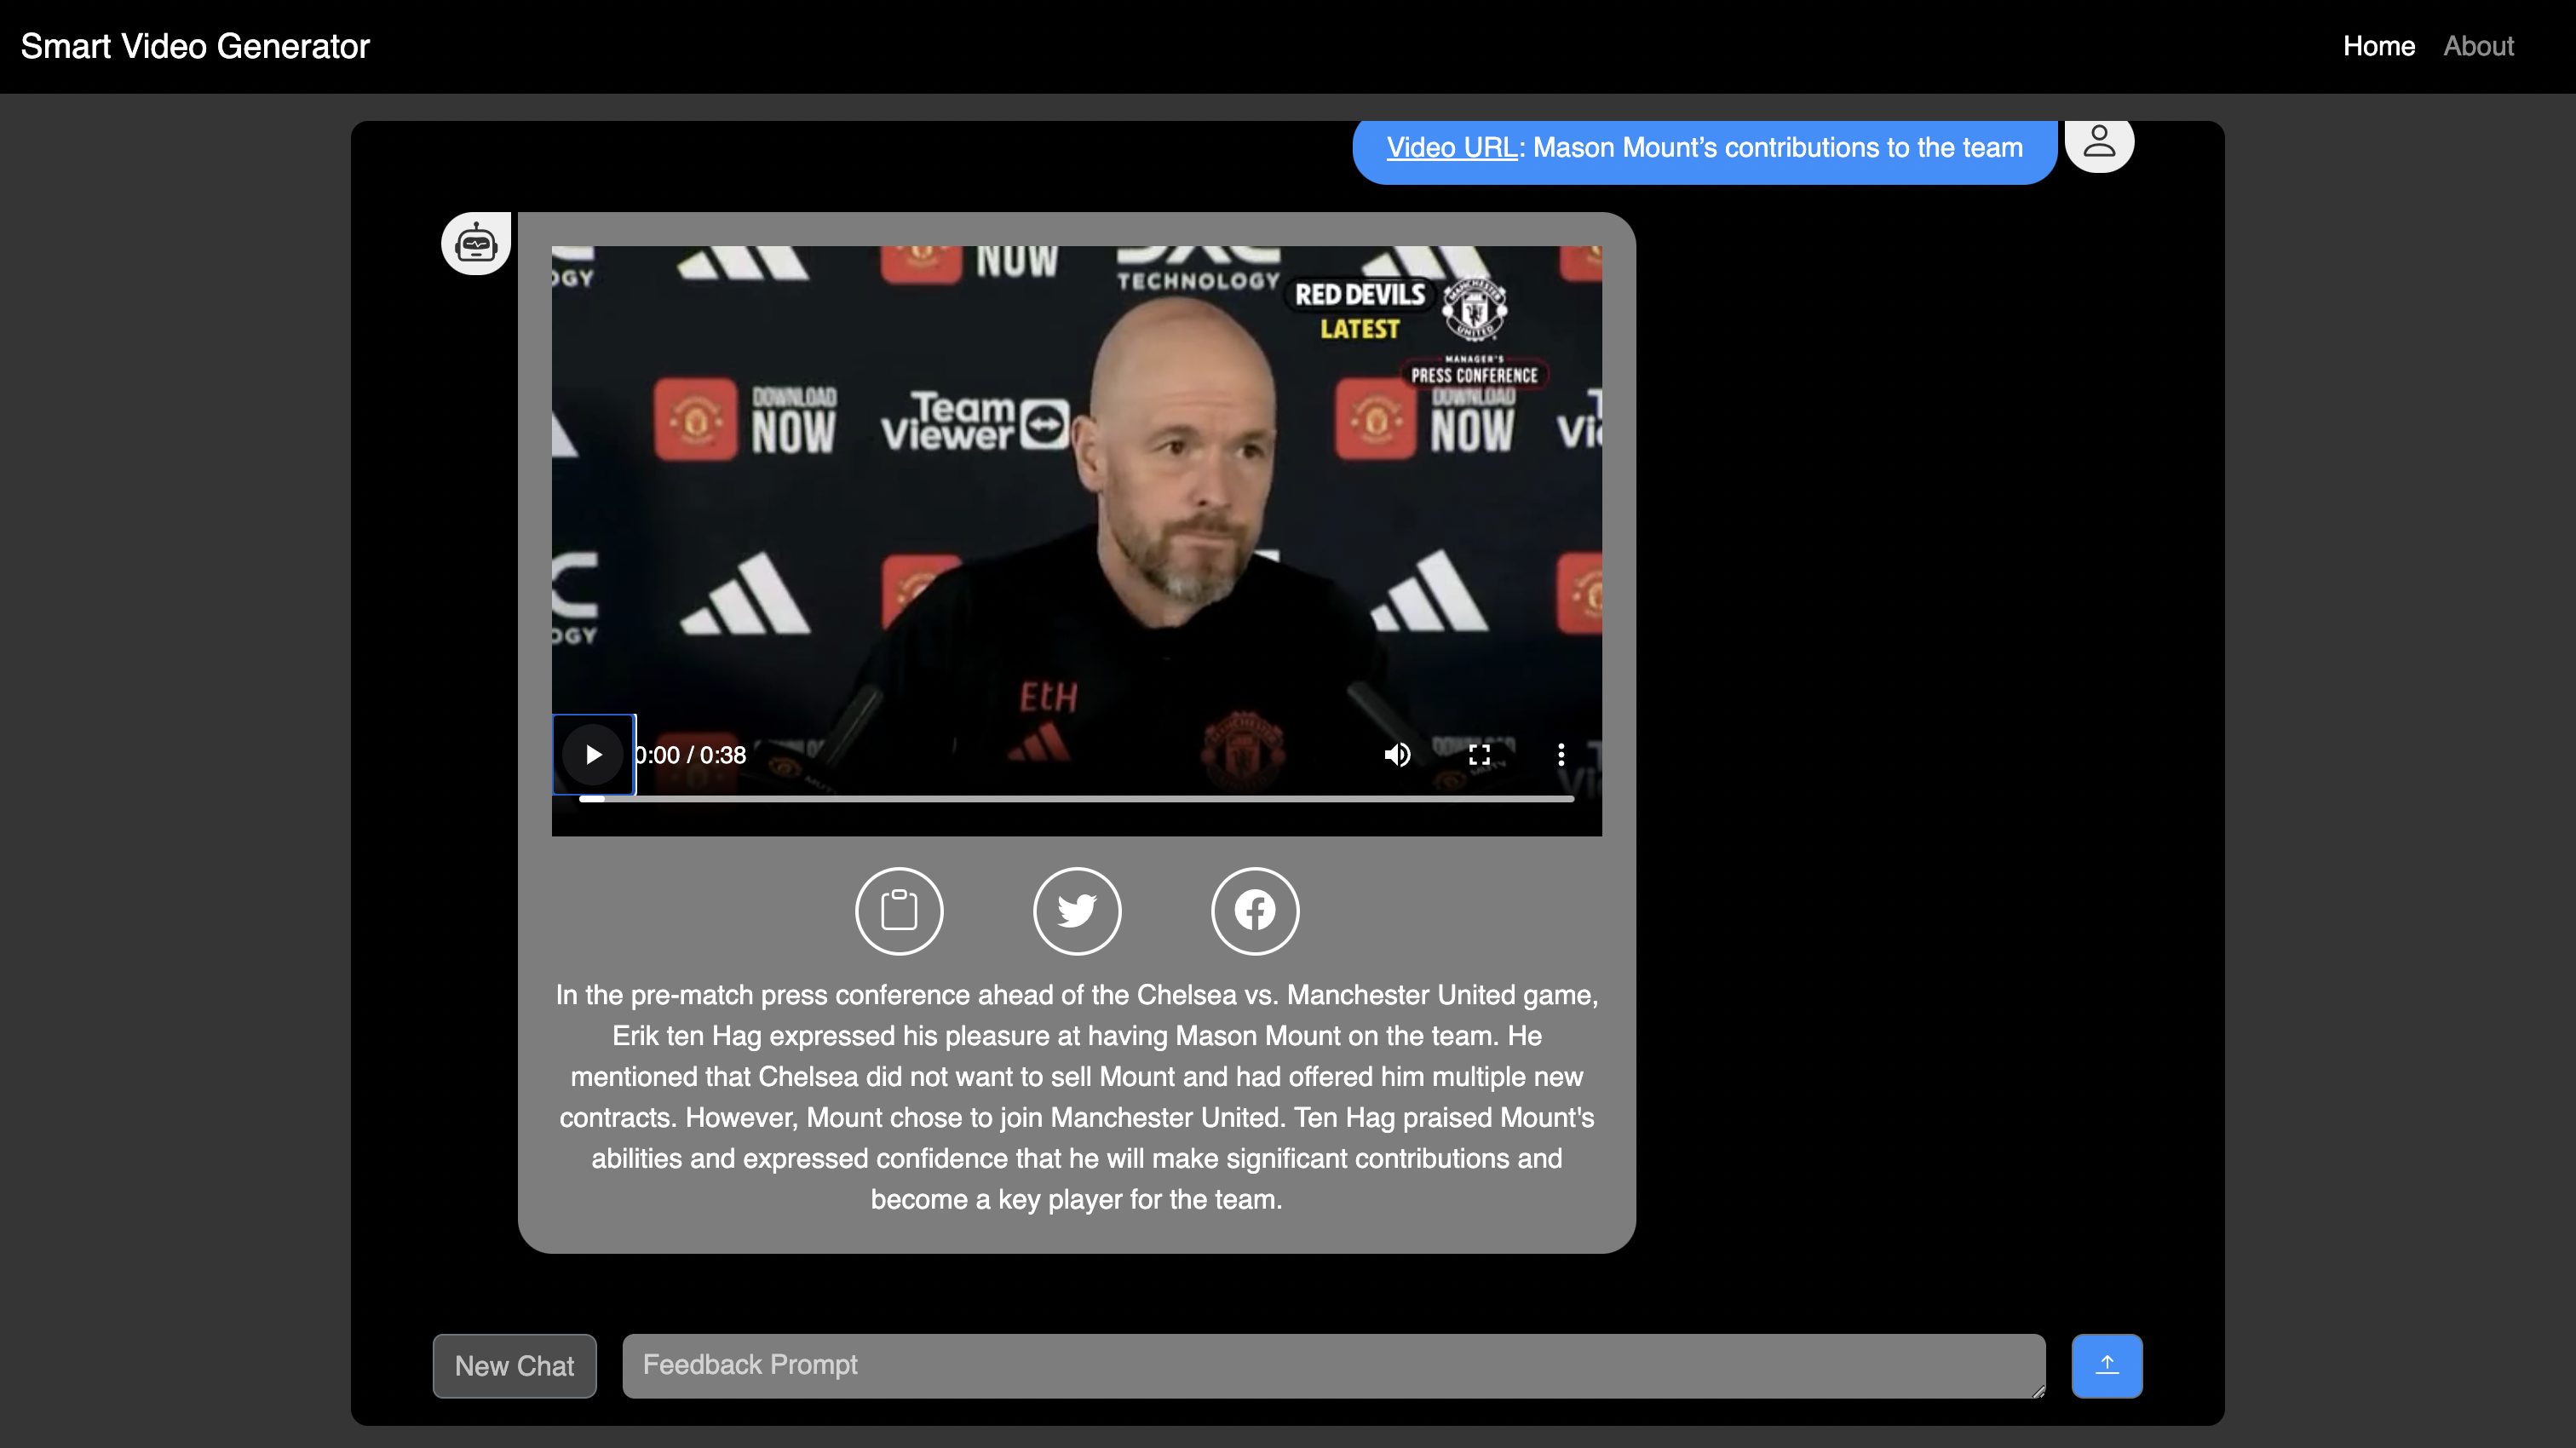 Smart Video Generator
Home
About
Video URL: Mason Mount’s contributions to the team
OGY
NOW
TECHNOLOGY
RED DEVILS
LATEST
MANCHESTER
UNITED
MANAGER'S
PRESS CONFERENCE
DOWNLOAD
NOW
Team
Viewer
DOWNLOAD
NOW
Vi
OGY
EtH
0:00 / 0:38
In the pre-match press conference ahead of the Chelsea vs. Manchester United game,
Erik ten Hag expressed his pleasure at having Mason Mount on the team. He
mentioned that Chelsea did not want to sell Mount and had offered him multiple new
contracts. However, Mount chose to join Manchester United. Ten Hag praised Mount's
abilities and expressed confidence that he will make significant contributions and
become a key player for the team.
New Chat
Feedback Prompt